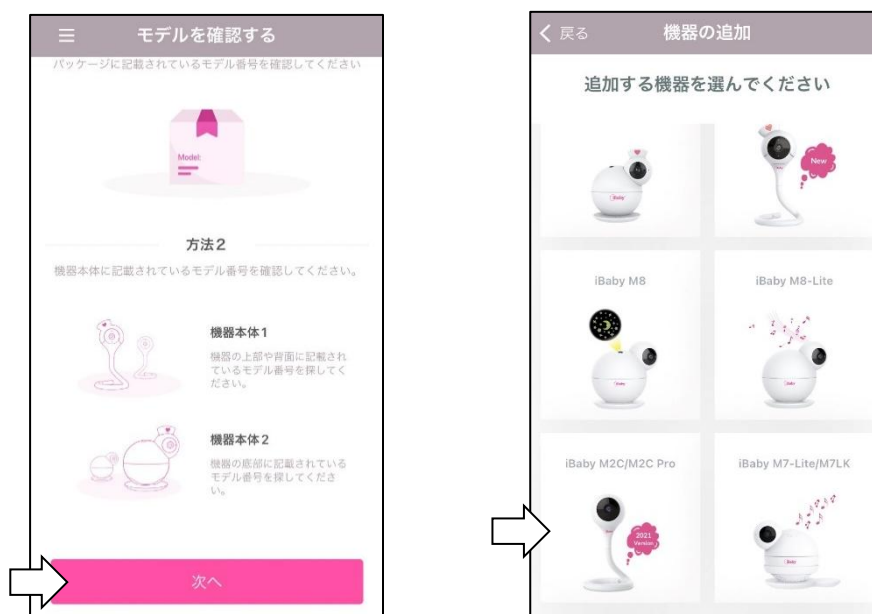 モデルを確認する
パッケージに記載されているモデル番号を確認してください
Model:
方法2
機器本体に記載されているモデル番号を確認してください。
機器本体1
機器の上部や背面に記載され
ているモデル番号を探してく
ださい。
機器本体2
機器の底部に記載されている
モデル番号を探してくださ
い。
次へ
戻る
機器の追加
追加する機器を選んでください
New
iBaby
iBaby M8
iBaby M8-Lite
iBaby
iBaby
iBaby M2C/M2C Pro
iBaby M7-Lite/M7LK
2021
Version
iBaby